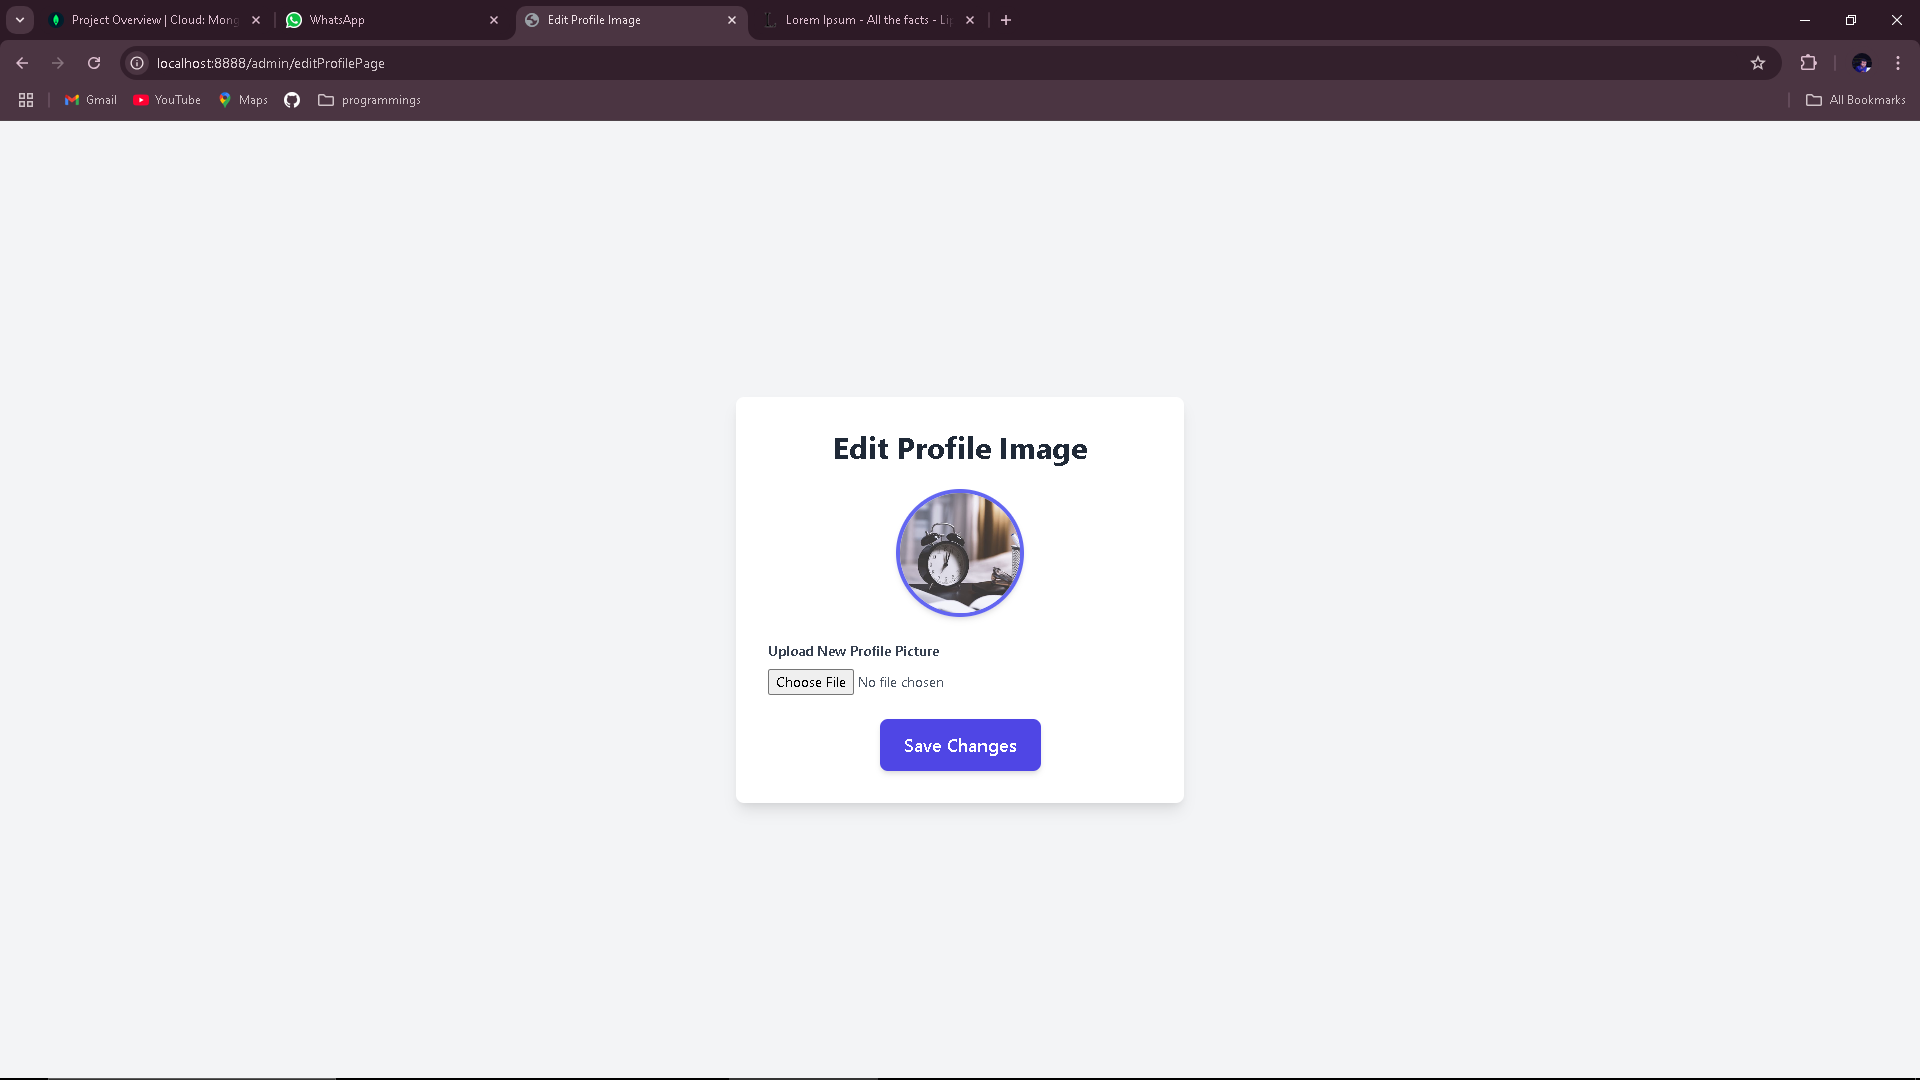 Project Overview | Cloud: Mong
WhatsApp
Edit Profile Image
Lorem Ipsum - All the facts - Lip
localhost:8888/admin/editProfilePage
Gmail
YouTube
Maps
programmings
All Bookmarks
Edit Profile Image
Upload New Profile Picture
Choose File No file chosen
Save Changes